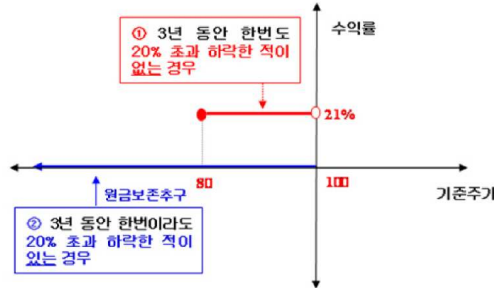 ① 3년 동안 한번도
20% 초과 하락한 적이
없는 경우
수익률
21%
원금보존추구
기준주가
② 3년 동안 한번이라도
20% 초과 하락한 적이
있는 경우